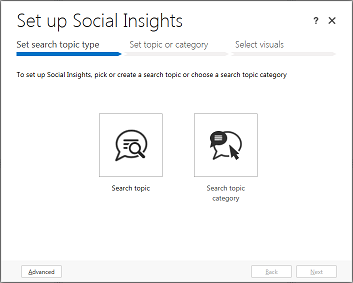 Set up Social Insights
? ×
Set search topic type Set topic or category Select visuals
To set up Social Insights, pick or create a search topic or choose a search topic category
Search topic Search topic
category
Advanced Back Next